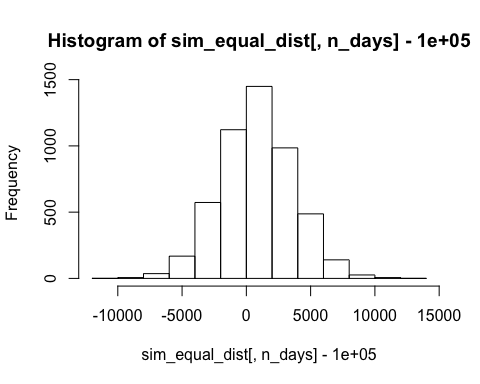 Histogram of sim_equal_dist[, n_days] - 1e+05
Frequency
1500
1000
500
0
-10000 -5000 0 5000 10000 15000
sim_equal_dist[, n_days] - 1e+05